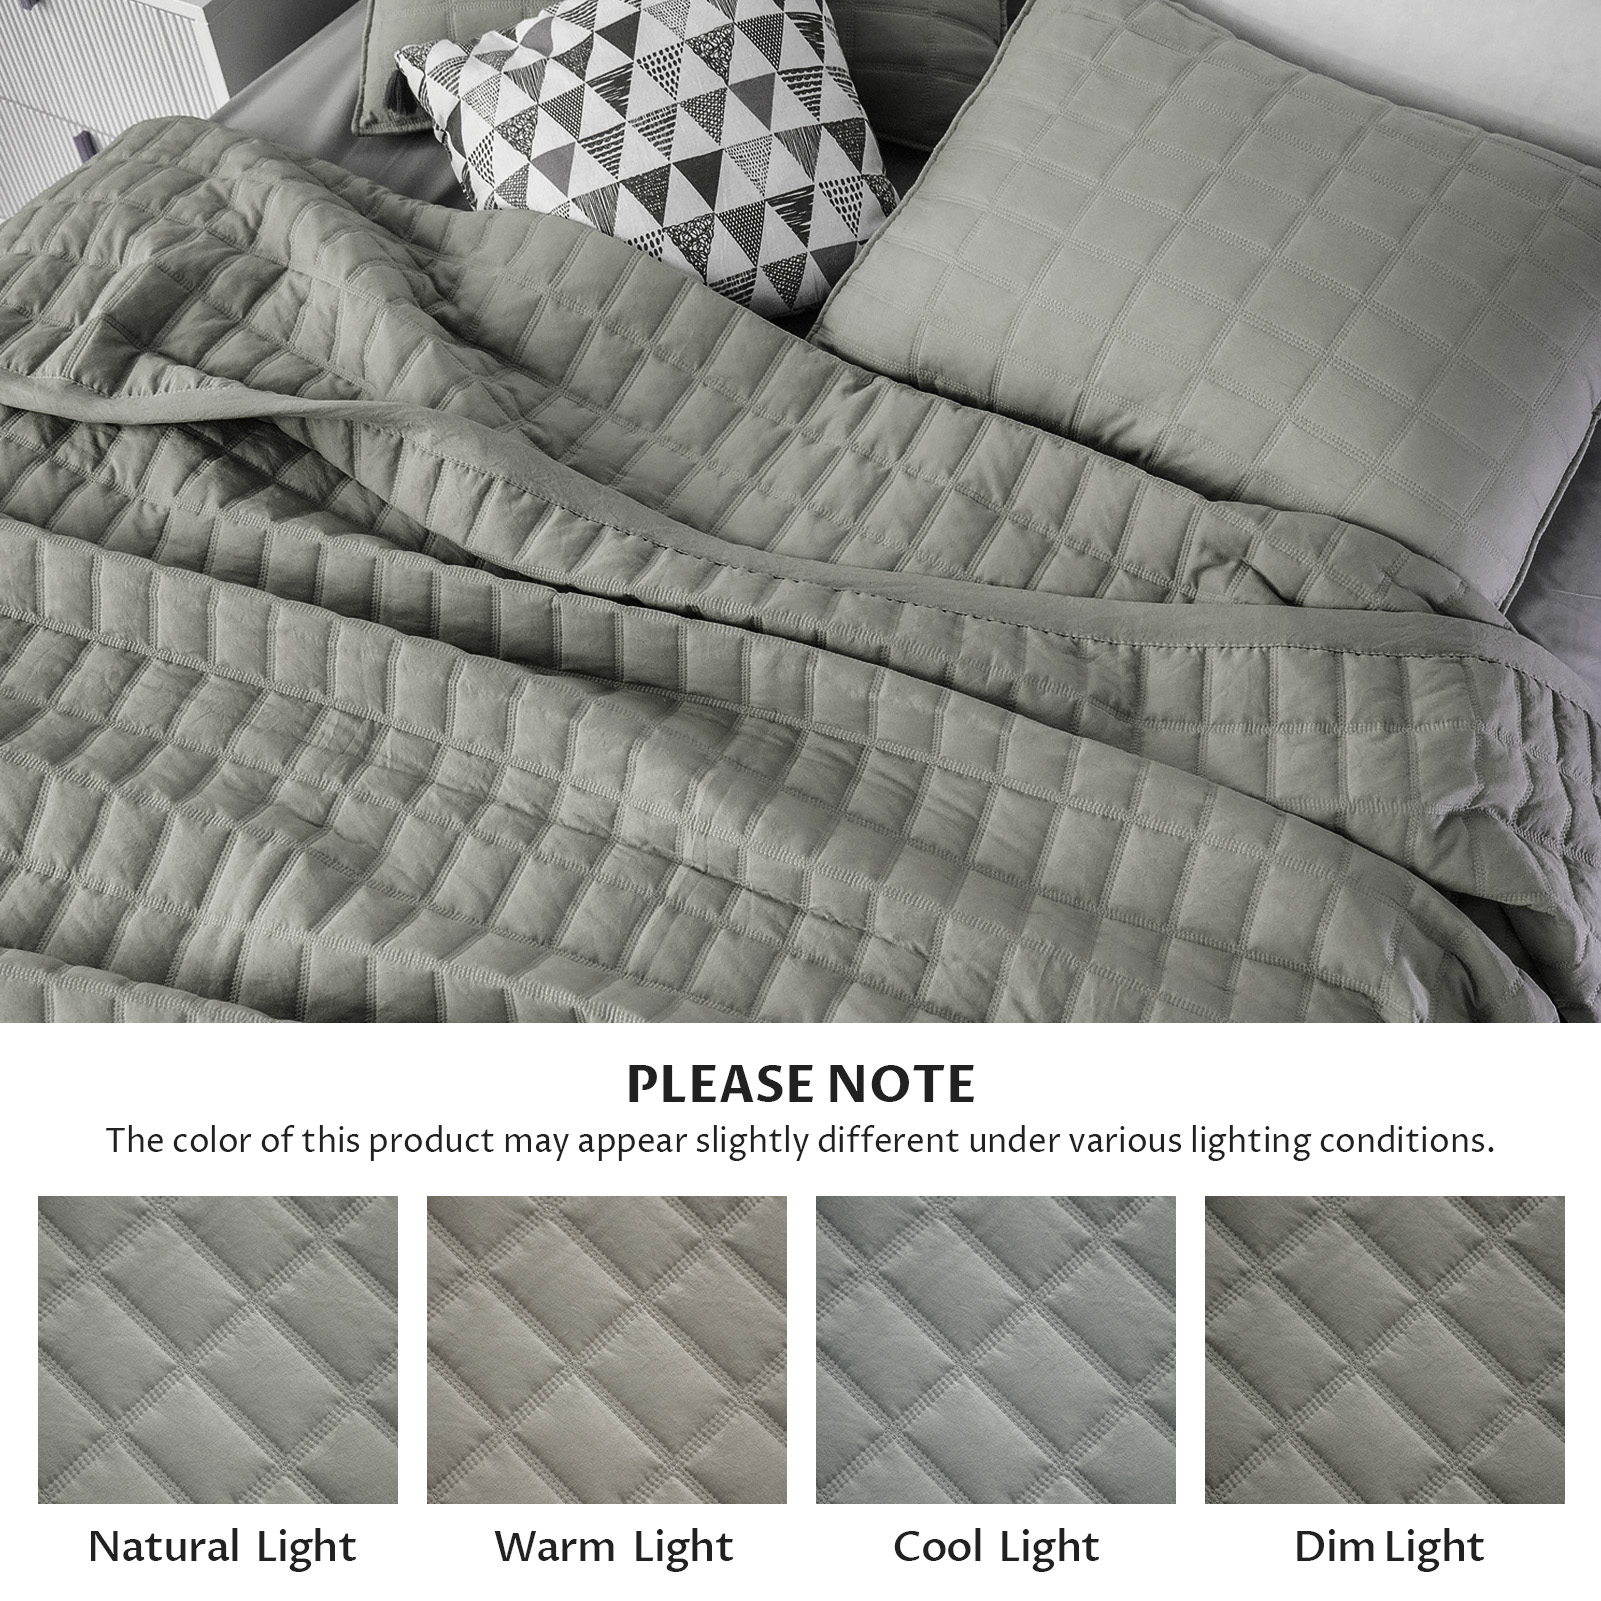 PLEASE NOTE
The color of this product may appear slightly different under various lighting conditions.
Natural Light
Warm Light
Cool Light
Dim Light